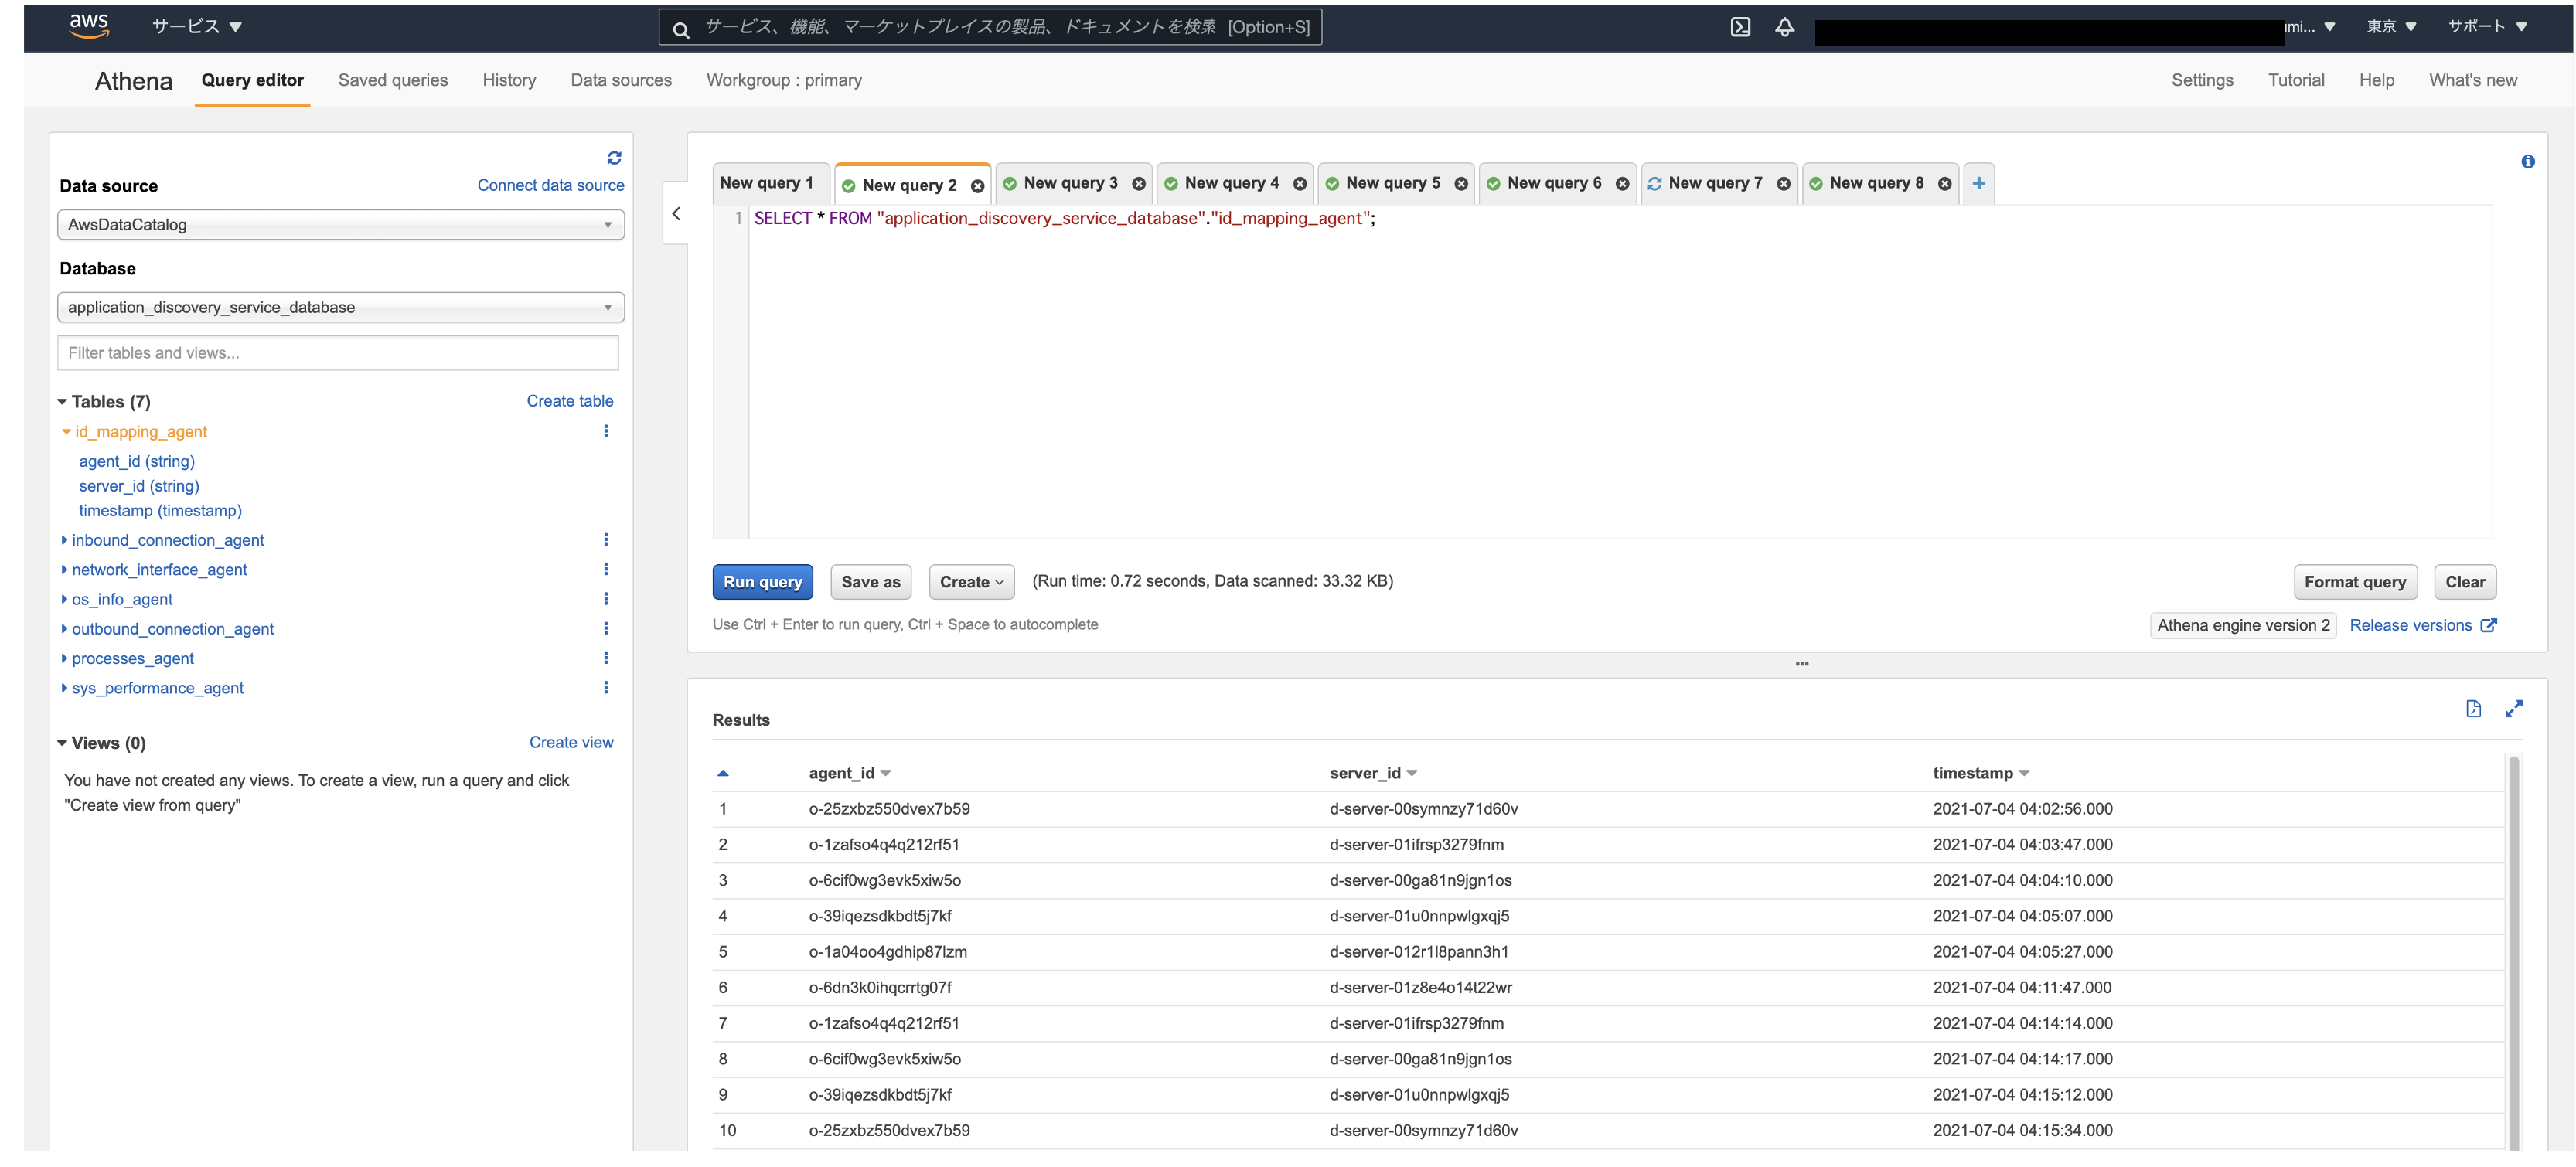 aws サービス サービス、機能、マーケットプレイスの製品、ドキュメントを検索 [Option+S] umi... 東京 サポート
Athena Query editor Saved queries History Data sources Workgroup : primary Settings Tutorial Help What's new
Data source Connect data source
AwsDataCatalog
Database
application_discovery_service_database
Filter tables and views...
Tables (7) Create table
id_mapping_agent
agent_id (string)
server_id (string)
timestamp (timestamp)
inbound_connection_agent
network_interface_agent
os_info_agent
outbound_connection_agent
processes_agent
sys_performance_agent
Views (0) Create view
You have not created any views. To create a view, run a query and click
"Create view from query"
New query 1 New query 2 New query 3 New query 4 New query 5 New query 6 New query 7 New query 8
1 SELECT * FROM "application_discovery_service_database"."id_mapping_agent";
Run query Save as Create (Run time: 0.72 seconds, Data scanned: 33.32 KB) Format query Clear
Use Ctrl + Enter to run query, Ctrl + Space to autocomplete Athena engine version 2 Release versions
Results
agent_id server_id timestamp
1 o-25zxbz550dvex7b59 d-server-00symnzy71d60v 2021-07-04 04:02:56.000
2 o-1zafso4q4q212rf51 d-server-01ifrsp3279fnm 2021-07-04 04:03:47.000
3 o-6cif0wg3evk5xiw5o d-server-00ga81n9jgn1os 2021-07-04 04:04:10.000
4 o-39iqezsdkbdt5j7kf d-server-01u0nnpwlgxqj5 2021-07-04 04:05:07.000
5 o-1a04oo4gdhip87lzm d-server-012r1l8pann3h1 2021-07-04 04:05:27.000
6 o-6dn3k0ihqcrrtg07f d-server-01z8e4o14t22wr 2021-07-04 04:11:47.000
7 o-1zafso4q4q212rf51 d-server-01ifrsp3279fnm 2021-07-04 04:14:14.000
8 o-6cif0wg3evk5xiw5o d-server-00ga81n9jgn1os 2021-07-04 04:14:17.000
9 o-39iqezsdkbdt5j7kf d-server-01u0nnpwlgxqj5 2021-07-04 04:15:12.000
10 o-25zxbz550dvex7b59 d-server-00symnzy71d60v 2021-07-04 04:15:34.000